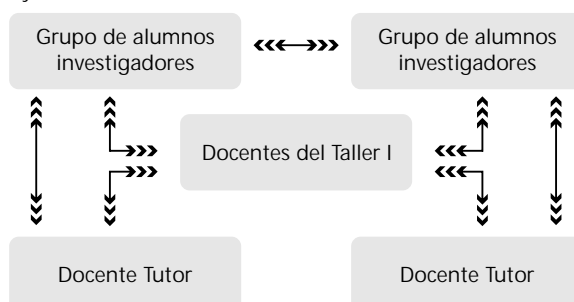 Grupo de alumnos
investigadores
Grupo de alumnos
investigadores
Docentes del Taller I
Docente Tutor
Docente Tutor